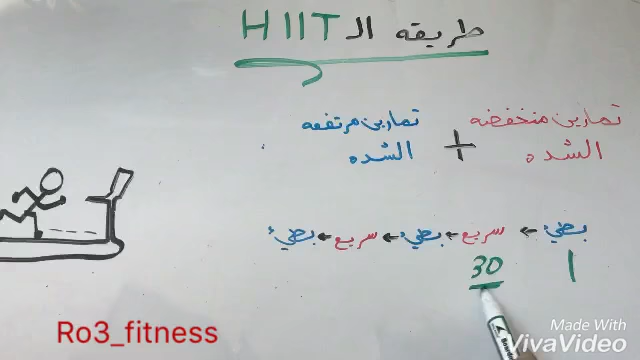 طريقه الـ HIIT
تمارين منخفضه الشده + تمارين مرتفعه الشده
بطيء ← سريع ← بطيء ← سريع ← بطيء
1 30
Ro3_fitness
Made With
VivaVideo